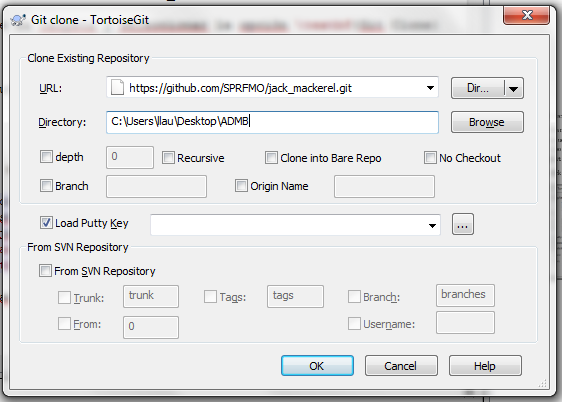 Git clone - TortoiseGit
Clone Existing Repository
URL: https://github.com/SPRFMO/jack_mackerel.git Dir...
Directory: C:\Users\llau\Desktop\ADMB Browse
depth 0 Recursive Clone into Bare Repo No Checkout
Branch Origin Name
Load Putty Key ...
From SVN Repository
From SVN Repository
Trunk: trunk Tags: tags Branch: branches
From: 0 Username:
OK Cancel Help